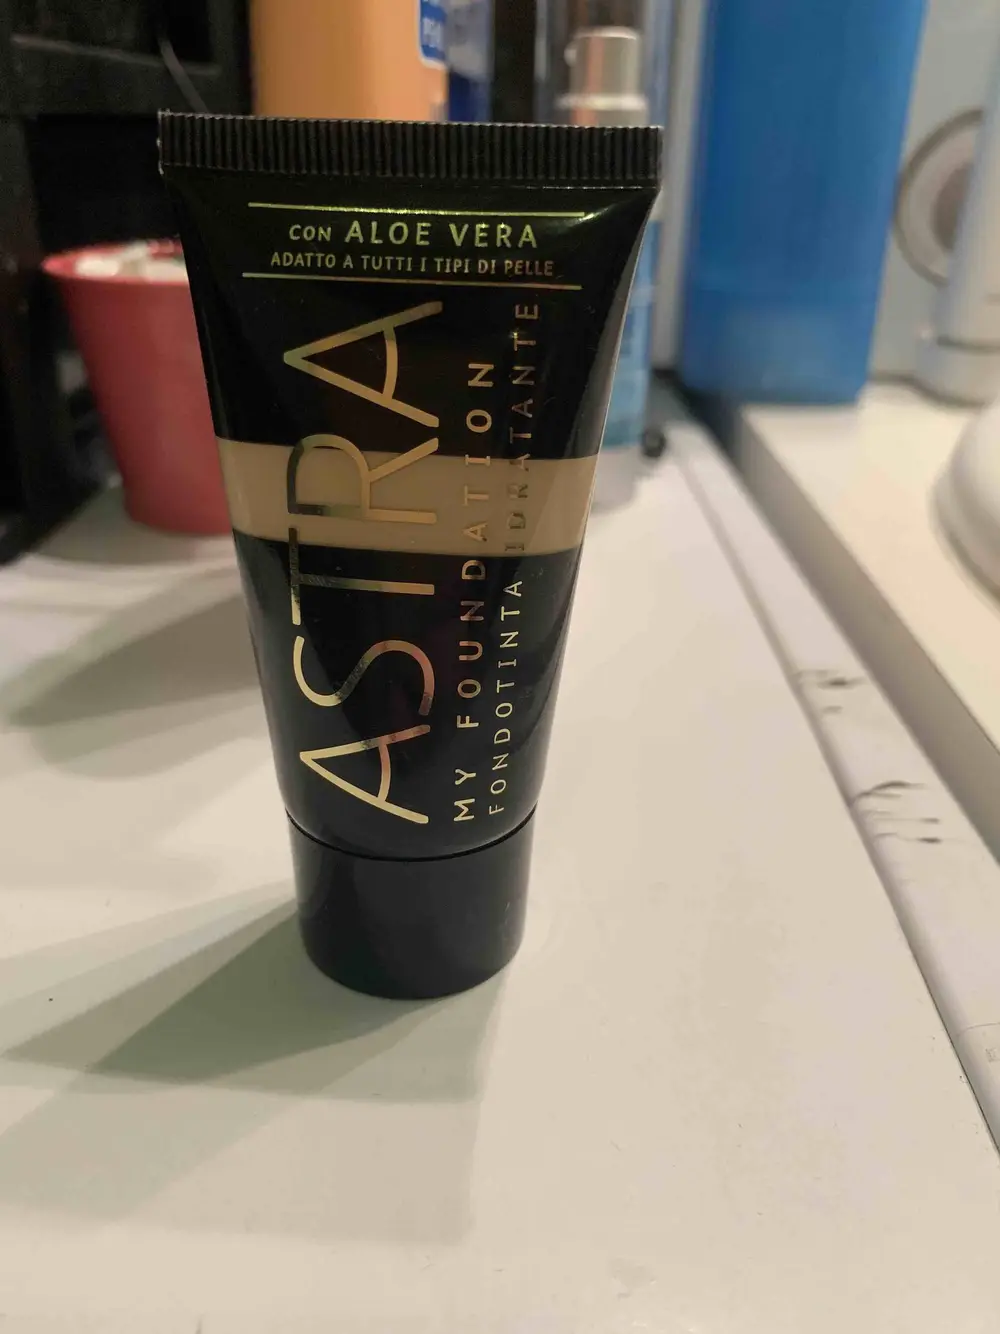 CON ALOE VERA
ADATTO A TUTTI I TIPI DI PELLE
ASTRA
MY FOUNDATION
FONDOTINTA IDRATANTE